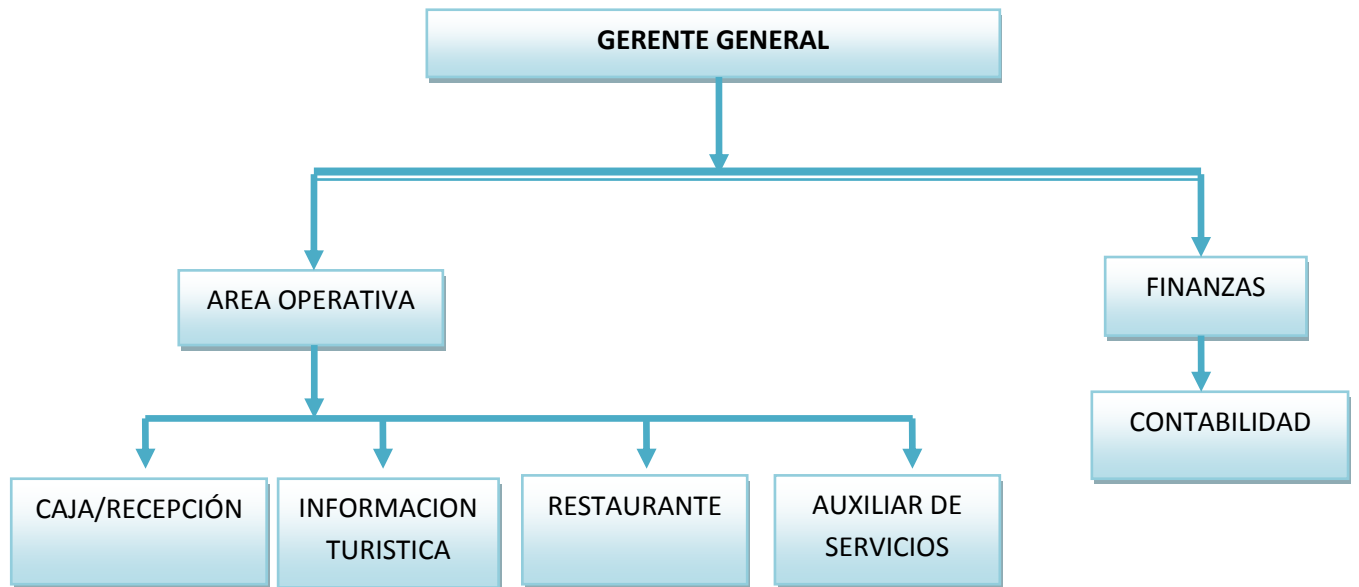 GERENTE GENERAL
AREA OPERATIVA
FINANZAS
CONTABILIDAD
CAJA/RECEPCIÓN
INFORMACION
TURISTICA
RESTAURANTE
AUXILIAR DE
SERVICIOS